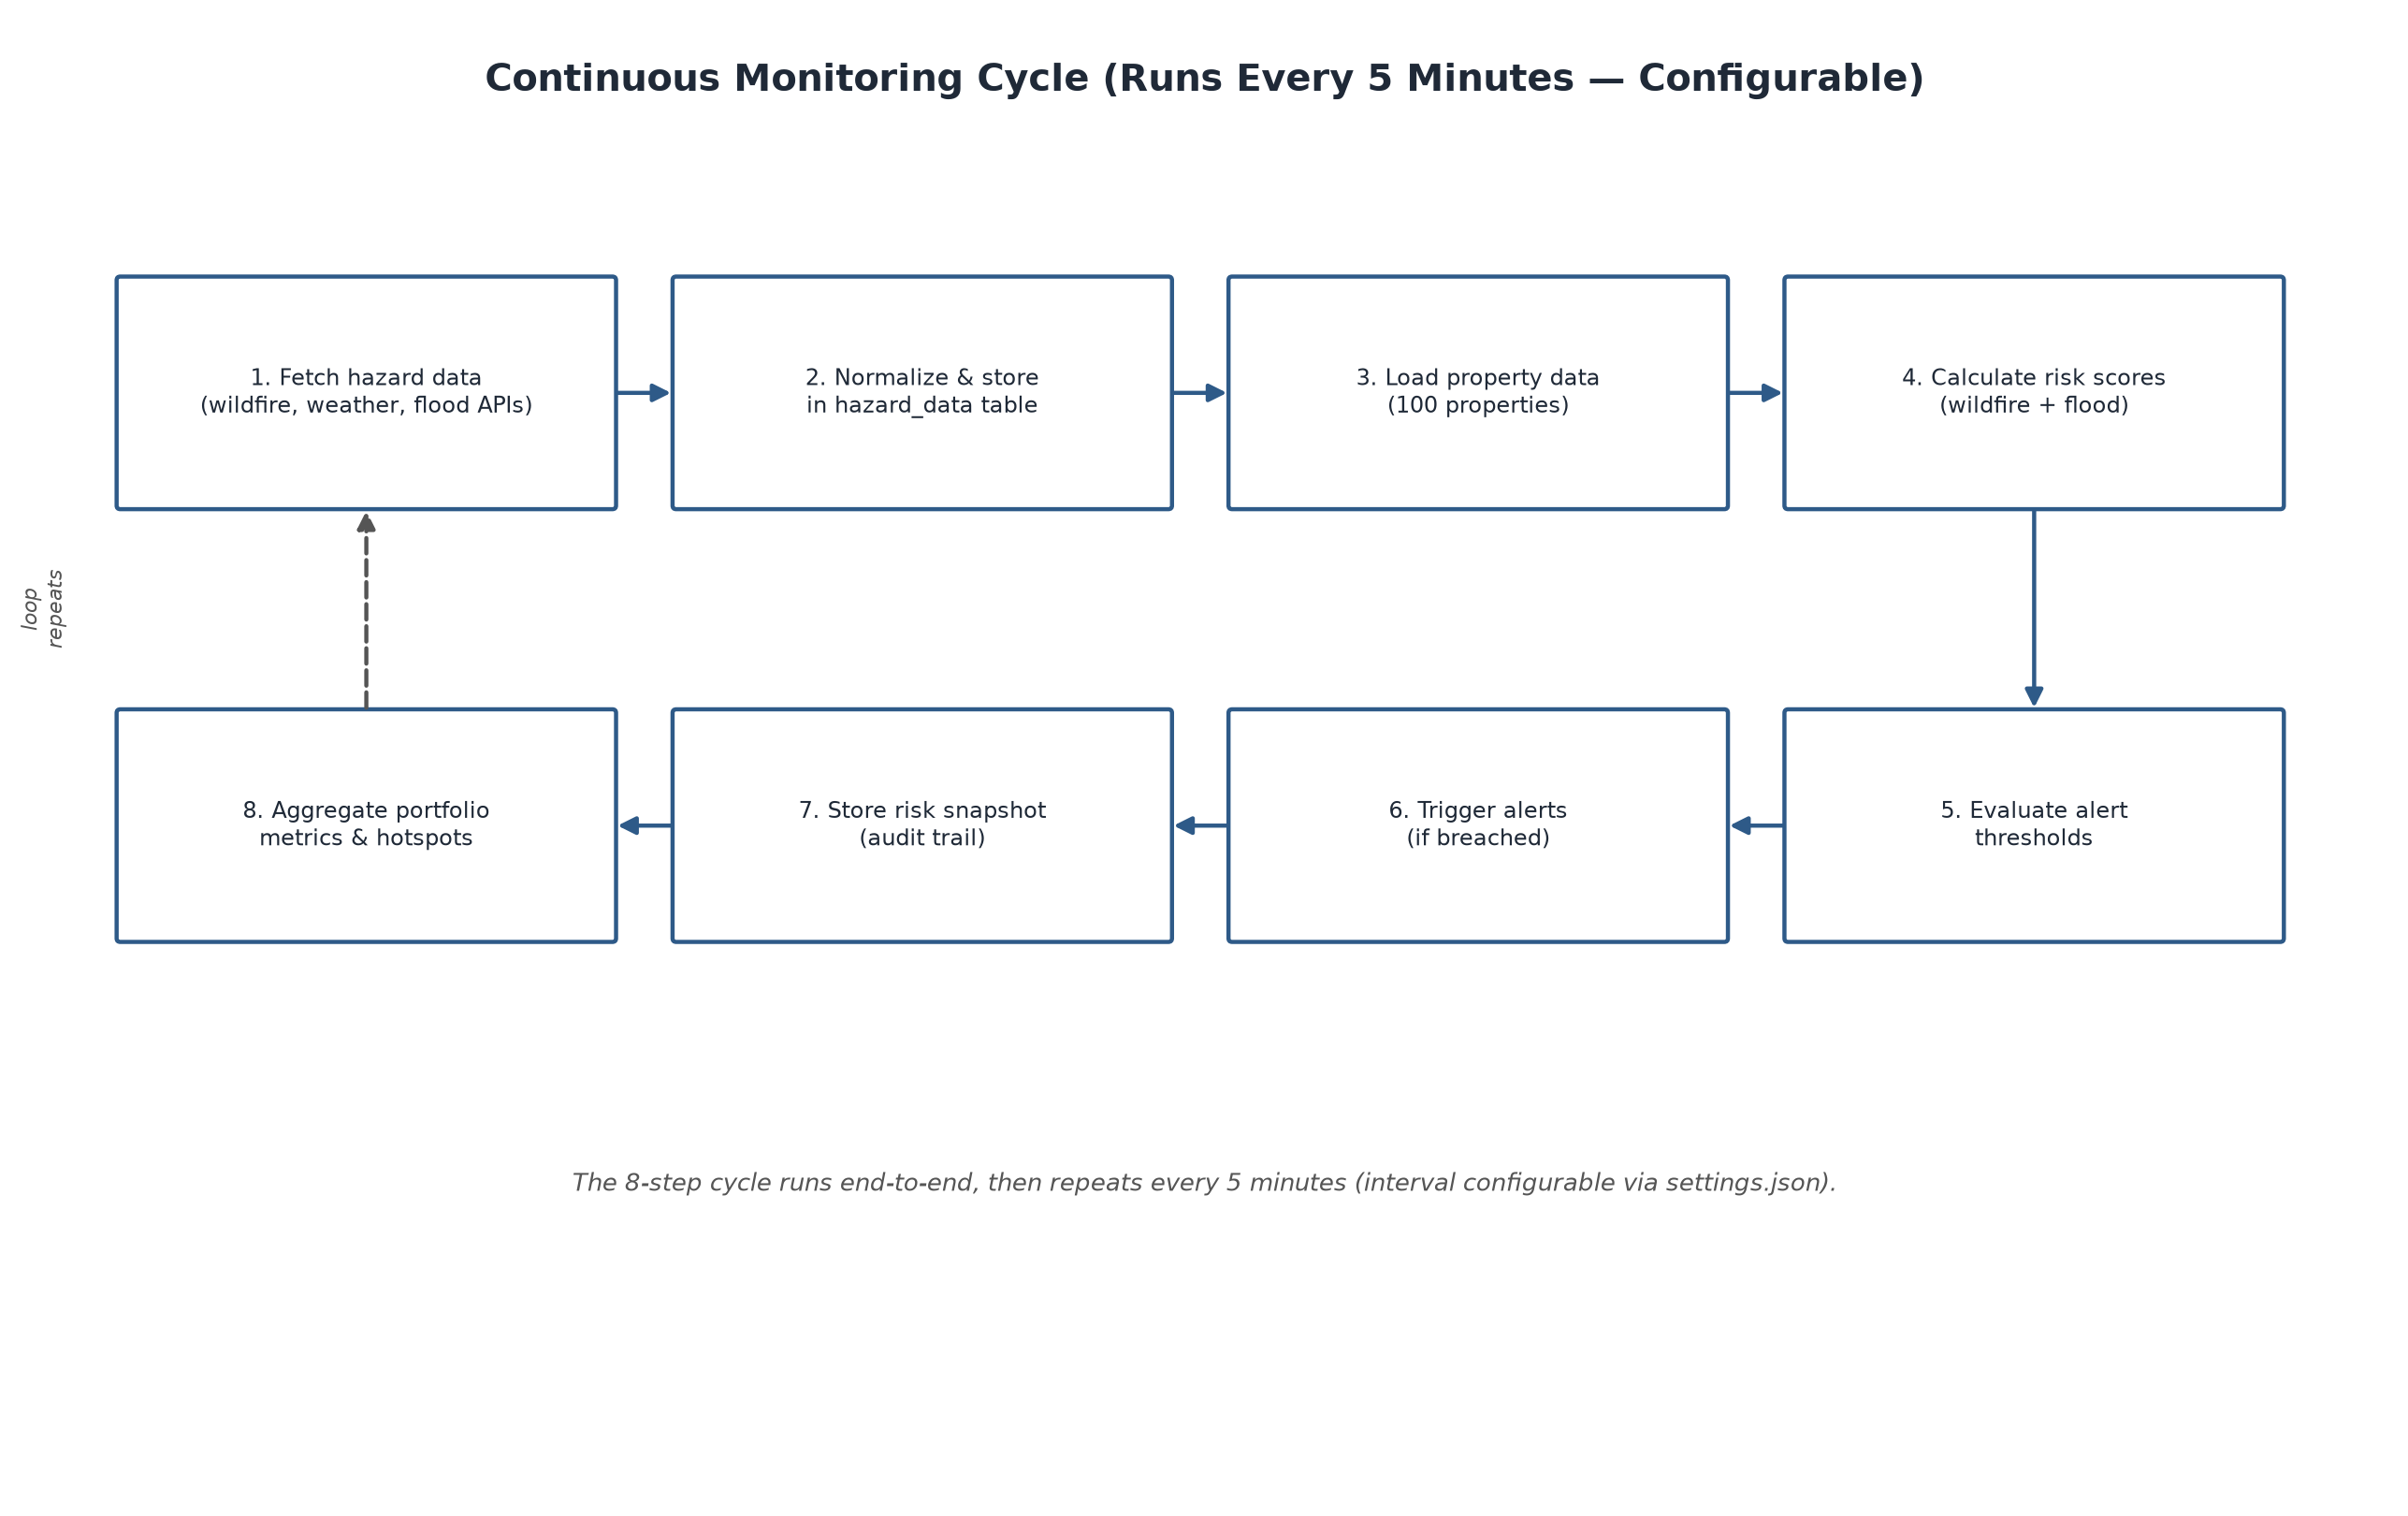 Continuous Monitoring Cycle (Runs Every 5 Minutes — Configurable)
1. Fetch hazard data
(wildfire, weather, flood APIs)
2. Normalize & store
in hazard_data table
3. Load property data
(100 properties)
4. Calculate risk scores
(wildfire + flood)
loop
repeats
5. Evaluate alert
thresholds
6. Trigger alerts
(if breached)
7. Store risk snapshot
(audit trail)
8. Aggregate portfolio
metrics & hotspots
The 8-step cycle runs end-to-end, then repeats every 5 minutes (interval configurable via settings.json).